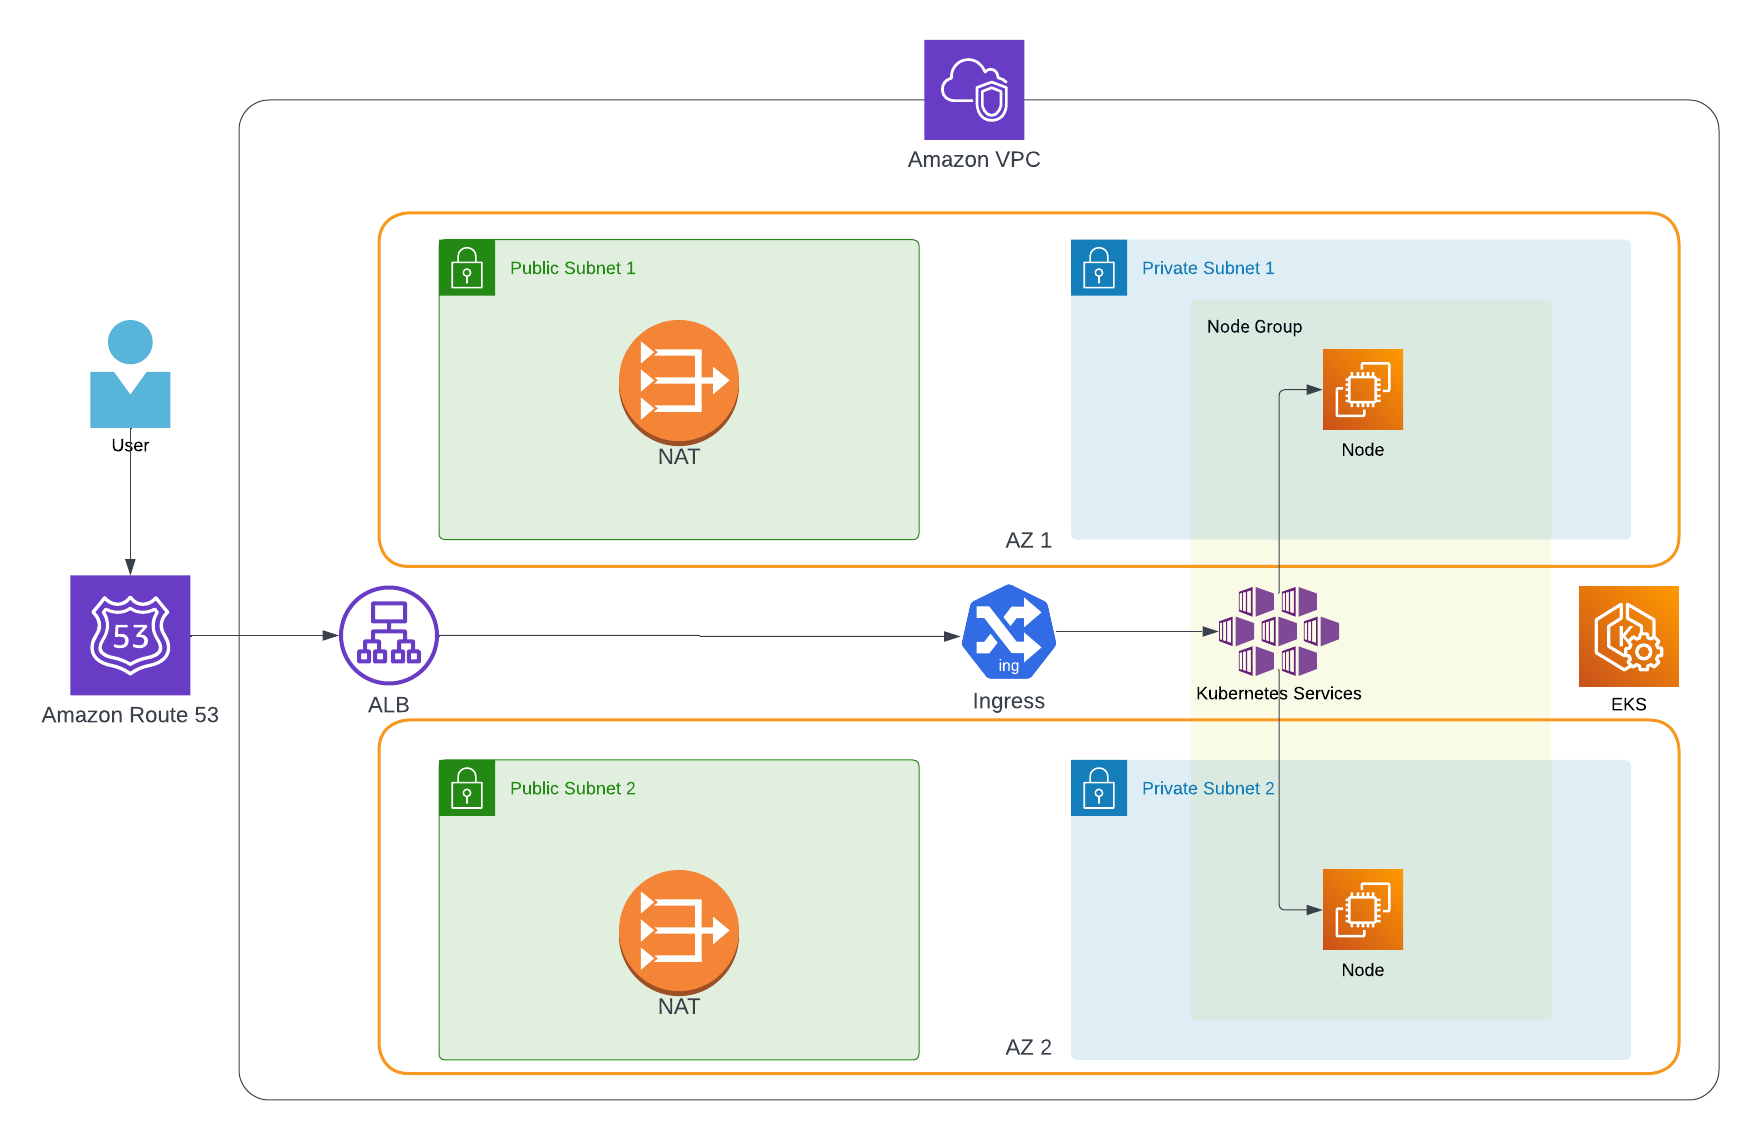 Amazon VPC
Public Subnet 1
Private Subnet 1
Node Group
User
NAT
Node
AZ 1
53
ing
Amazon Route 53
ALB
Ingress
Kubernetes Services
K
EKS
Public Subnet 2
Private Subnet 2
NAT
Node
AZ 2